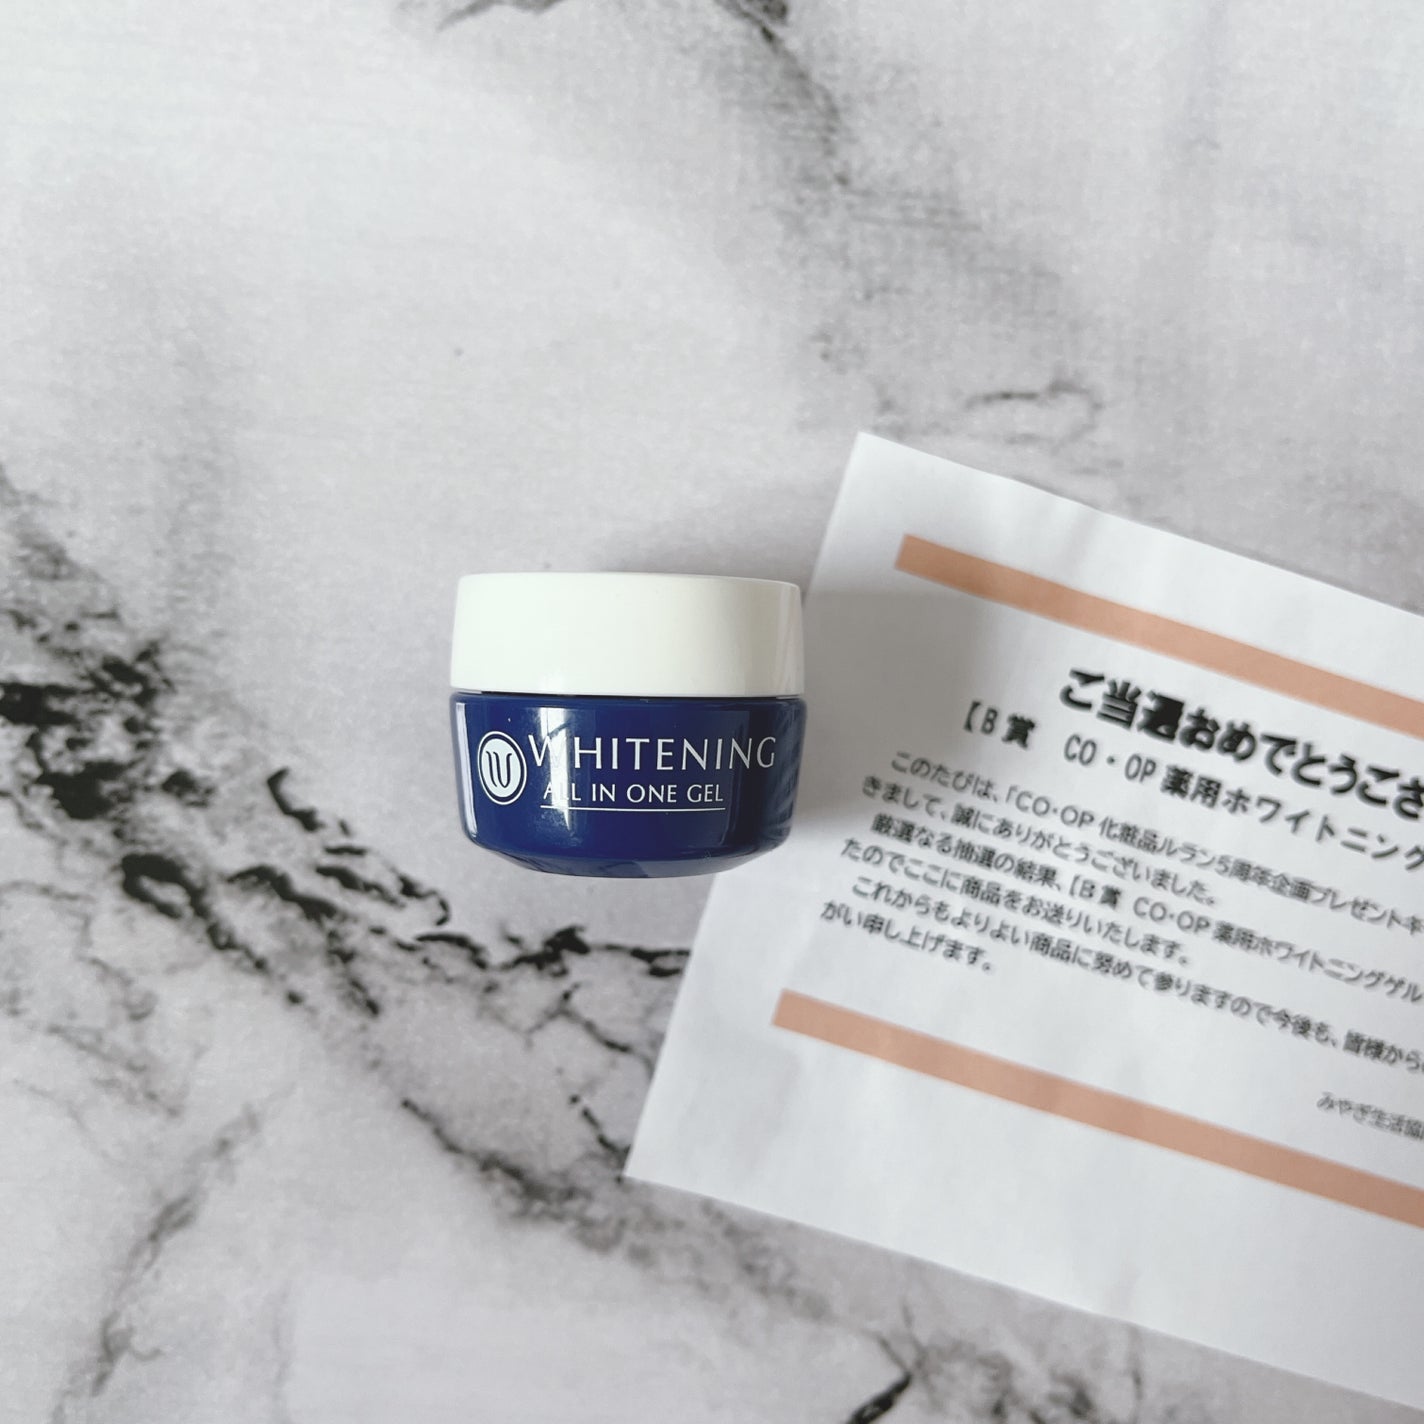 WHITENING
ALL IN ONE GEL
ご当選おめでとうござ
【B賞 CO・OP薬用ホワイトニング
このたびは、「CO・OP化粧品ルラン5周年企画プレゼントキ
きまして、誠にありがとうございました。
厳選なる抽選の結果、【B賞 CO・OP薬用ホワイトニングゲル
たのでここに商品をお送りいたします。
これからもよりよい商品に努めて参りますので今後も、皆様から
がい申し上げます。
みやぎ生活協